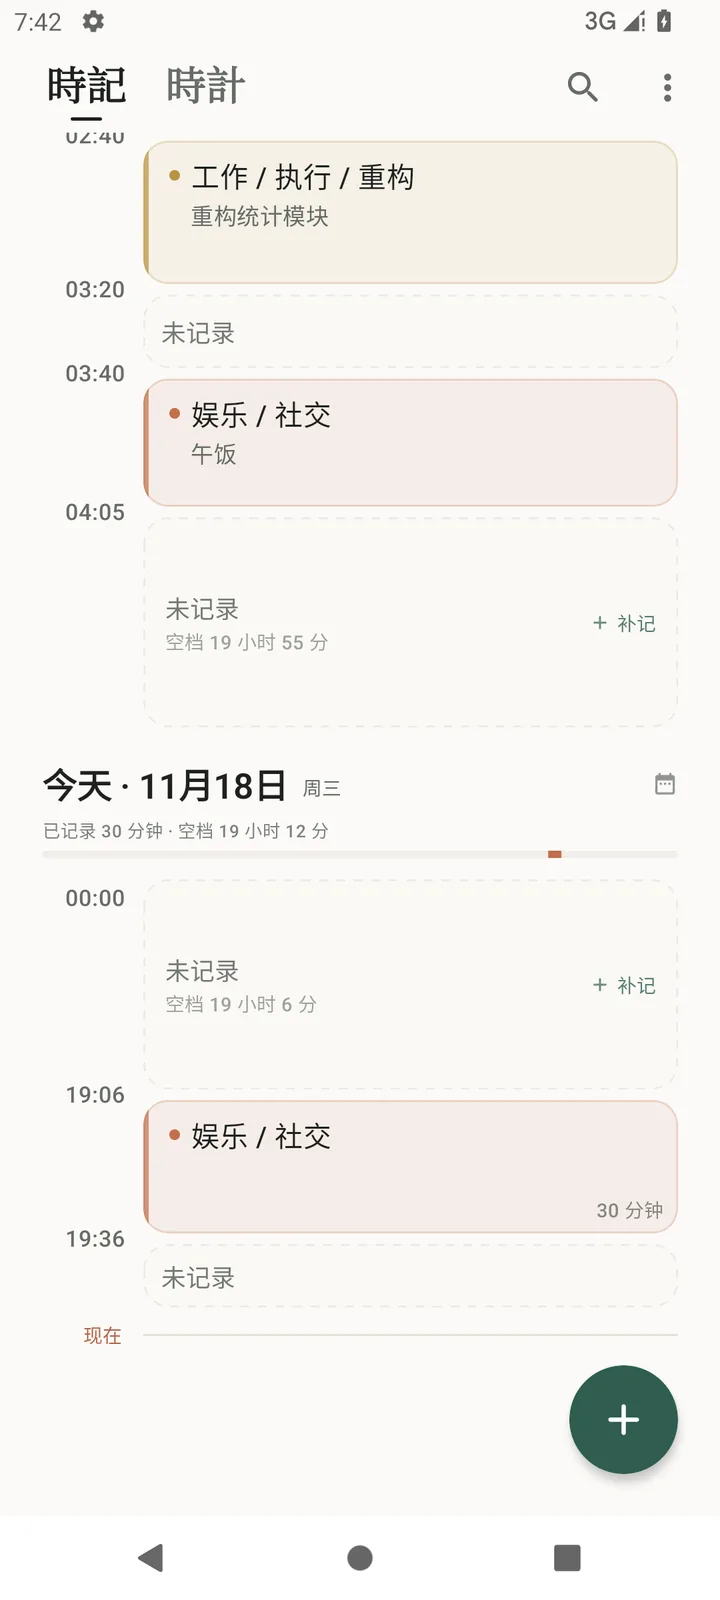 7:42 3G
時記 時計
02:40
工作 / 执行 / 重构
重构统计模块
03:20
未记录
03:40
娱乐 / 社交
午饭
04:05
未记录
空档 19 小时 55 分
+ 补记
今天 · 11月18日 周三
已记录 30 分钟 · 空档 19 小时 12 分
00:00
未记录
空档 19 小时 6 分
+ 补记
19:06
娱乐 / 社交
30 分钟
19:36
未记录
现在